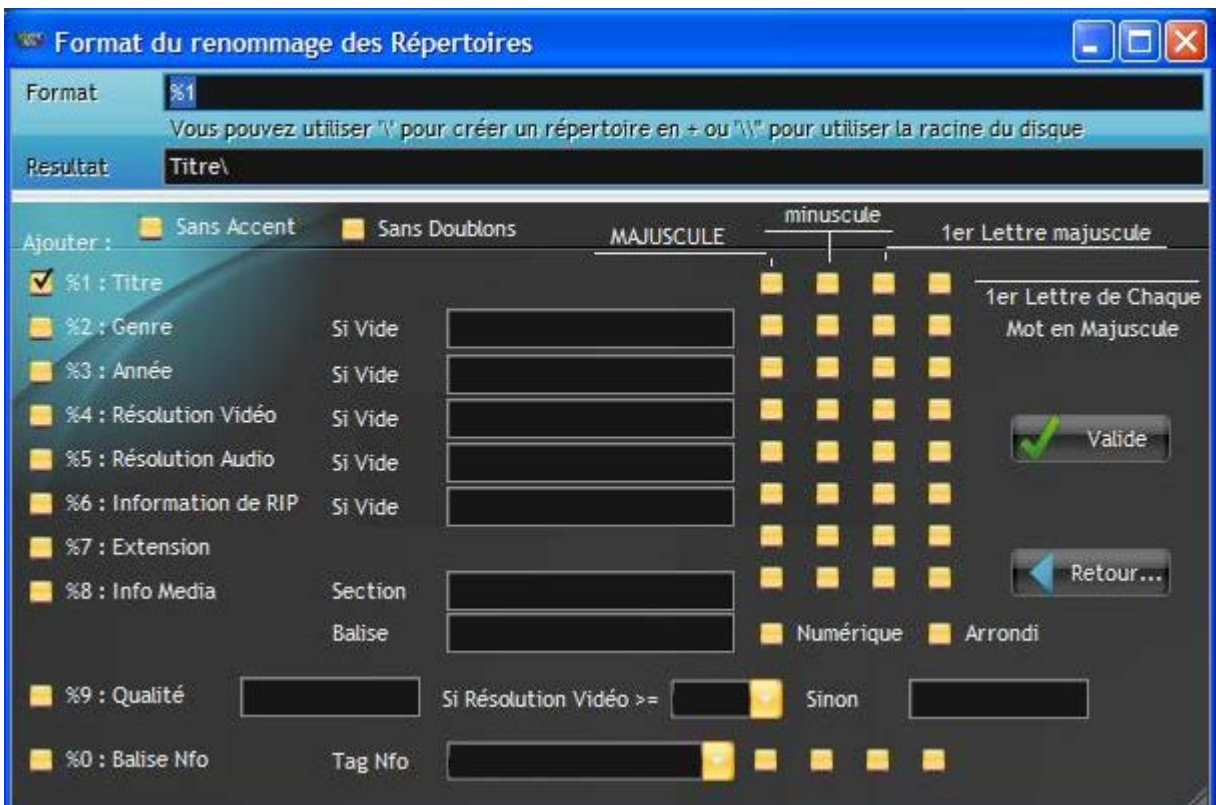 Format du renommage des Répertoires
Format %1
Vous pouvez utiliser '\' pour créer un répertoire en + ou '\\" pour utiliser la racine du disque
Resultat Titre\
Ajouter : Sans Accent Sans Doublons MAJUSCULE minuscule 1er Lettre majuscule
%1 : Titre
1er Lettre de Chaque
Mot en Majuscule
%2 : Genre Si Vide
%3 : Année Si Vide
%4 : Résolution Vidéo Si Vide
Valide
%5 : Résolution Audio Si Vide
%6 : Information de RIP Si Vide
%7 : Extension
%8 : Info Media Section
Retour...
Balise Numérique Arrondi
%9 : Qualité Si Résolution Vidéo >= Sinon
%0 : Balise Nfo Tag Nfo